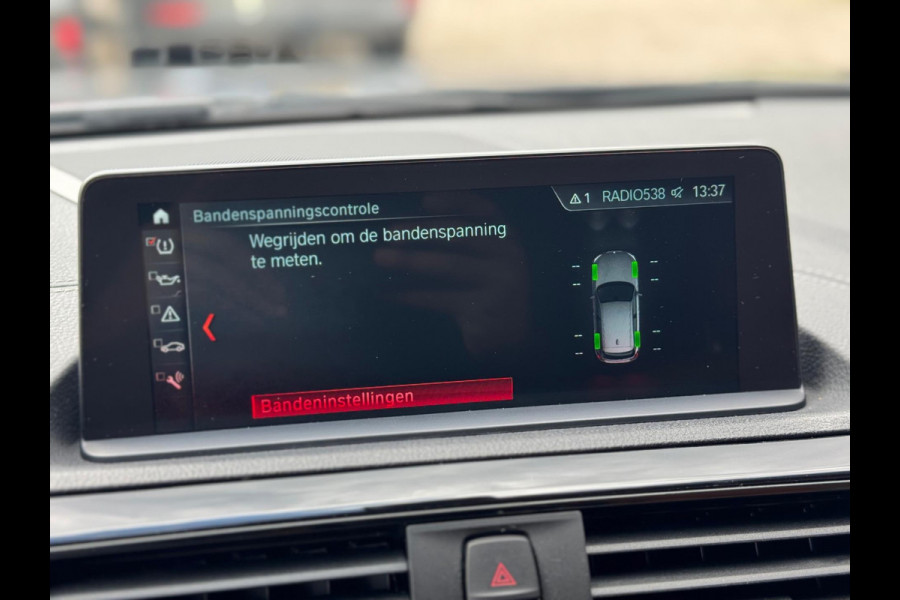 Bandenspanningscontrole
1 RADIO538 13:37
Wegrijden om de bandenspanning
te meten.
-- --
-- --
-- --
-- --
Bandeninstellingen